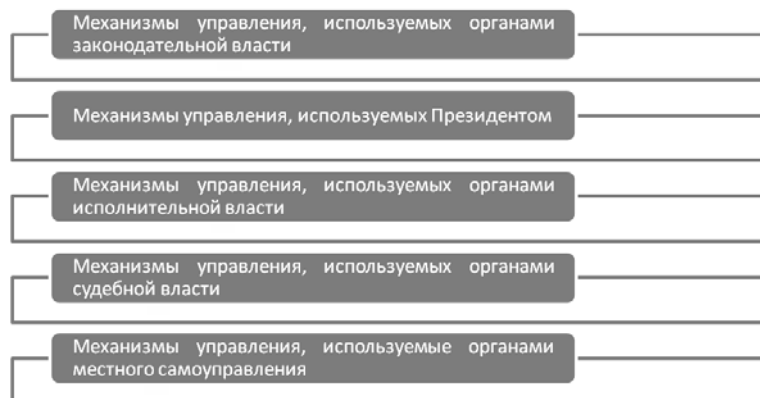 Механизмы управления, используемых органами
законодательной власти
Механизмы управления, используемых Президентом
Механизмы управления, используемых органами
исполнительной власти
Механизмы управления, используемых органами
судебной власти
Механизмы управления, используемые органами
местного самоуправления